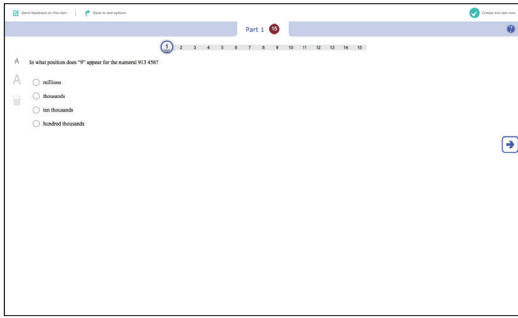 Send feedback on this item | Back to test options
Create this test now
Part 1 15
?
1 2 3 4 5 6 7 8 9 10 11 12 13 14 15
A In what position does "9" appear for the numeral 913 456?
A
millions
thousands
ten thousands
hundred thousands